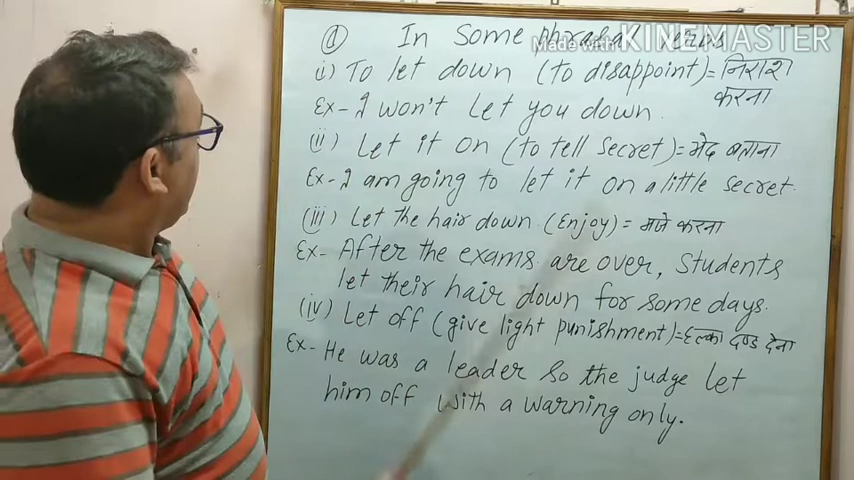 (d) In Some phrasal verbs
Made with KINEMASTER
(i) To let down (to disappoint) = निराश
करना
Ex- I won't let you down.
(ii) Let it on (to tell secret) = भेद बताना
Ex- I am going to let it on a little secret.
(iii) Let the hair down (Enjoy) = मजे करना
Ex- After the exams are over, Students
let their hair down for some days.
(iv) Let off (give light punishment) = हल्का दण्ड देना
Ex- He was a leader so the judge let
him off with a warning only.